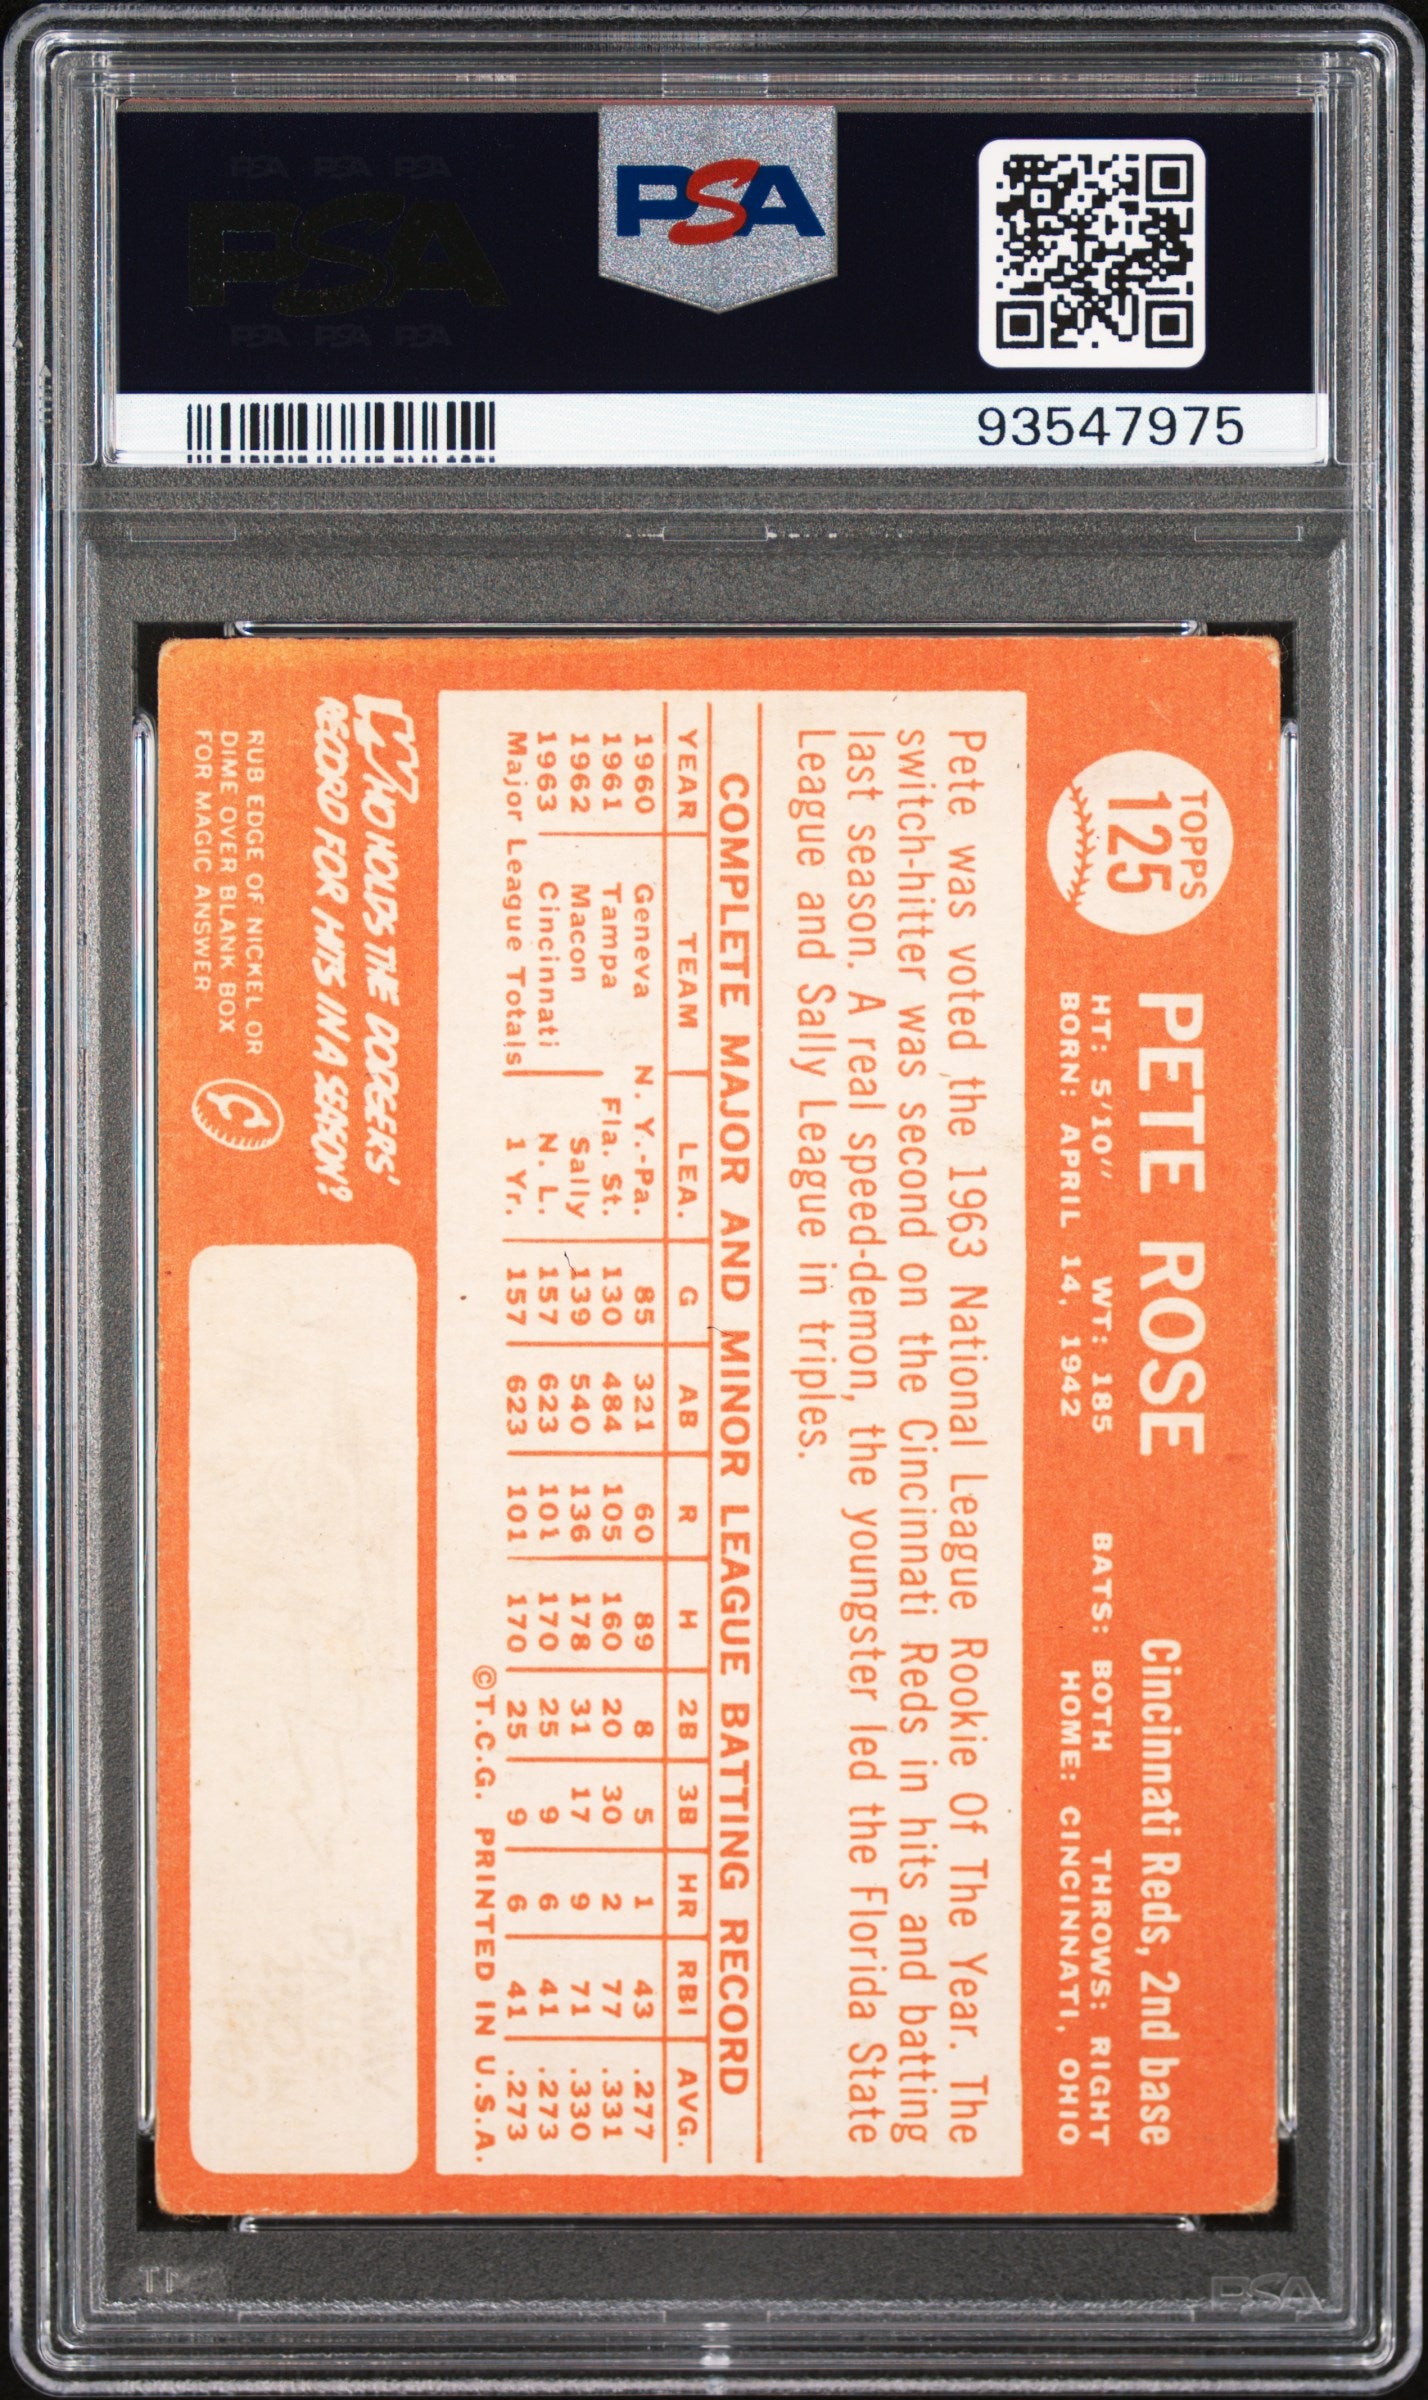 PSA PSA PSA
PSA
PSA PSA PSA
PSA
93547975
TOPPS
125
PETE ROSE
Cincinnati Reds, 2nd base
HT: 5'10" WT: 185 BATS: BOTH THROWS: RIGHT
BORN: APRIL 14, 1942 HOME: CINCINNATI, OHIO
Pete was voted the 1963 National League Rookie Of The Year. The
switch-hitter was second on the Cincinnati Reds in hits and batting
last season. A real speed-demon, the youngster led the Florida State
League and Sally League in triples.
COMPLETE MAJOR AND MINOR LEAGUE BATTING RECORD
YEAR TEAM LEA. G AB R H 2B 3B HR RBI AVG.
1960 Geneva N. Y.-Pa. 85 321 60 89 8 5 1 43 .277
1961 Tampa Fla. St. 130 484 105 160 20 30 2 77 .331
1962 Macon Sally 139 540 136 178 31 17 9 71 .330
1963 Cincinnati N. L. 157 623 101 170 25 9 6 41 .273
Major League Totals 1 Yr. 157 623 101 170 25 9 6 41 .273
©T.C.G. PRINTED IN U.S.A.
WHO HOLDS THE DODGERS'
RECORD FOR HITS IN A SEASON?
RUB EDGE OF NICKEL OR
DIME OVER BLANK BOX
FOR MAGIC ANSWER
PSA